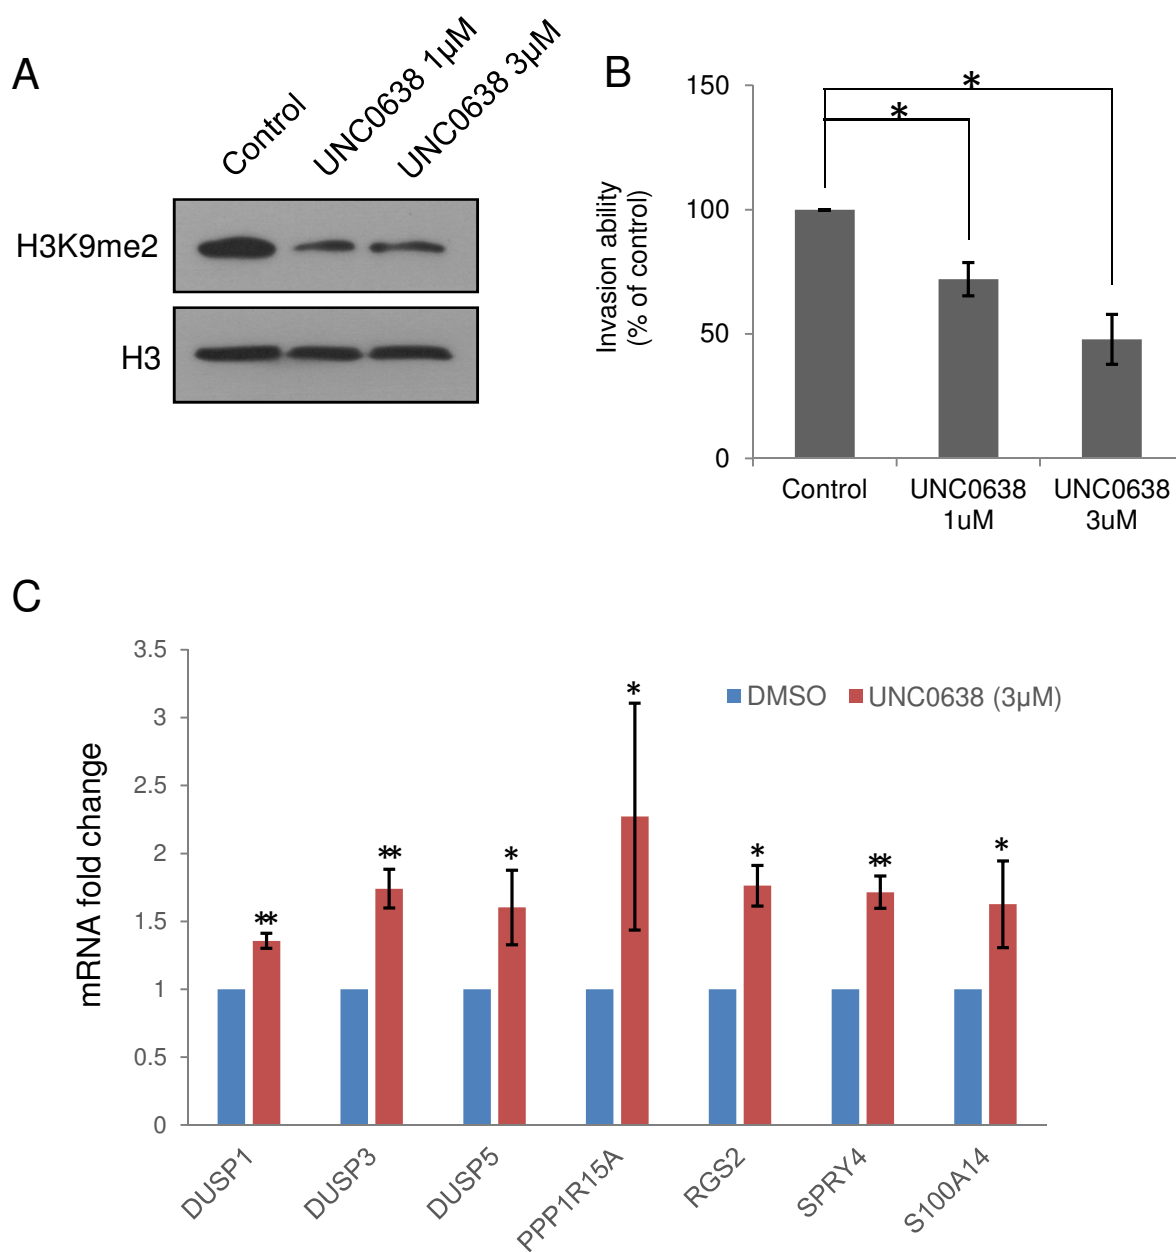 A
Control
UNC0638 1µM
UNC0638 3µM
H3K9me2
H3
B
Invasion ability
(% of control)
150
100
50
0
*
*
Control
UNC0638
1uM
UNC0638
3uM
C
mRNA fold change
3.5
3
2.5
2
1.5
1
0.5
0
DMSO
UNC0638 (3µM)
**
**
*
*
*
**
*
DUSP1
DUSP3
DUSP5
PPP1R15A
RGS2
SPRY4
S100A14